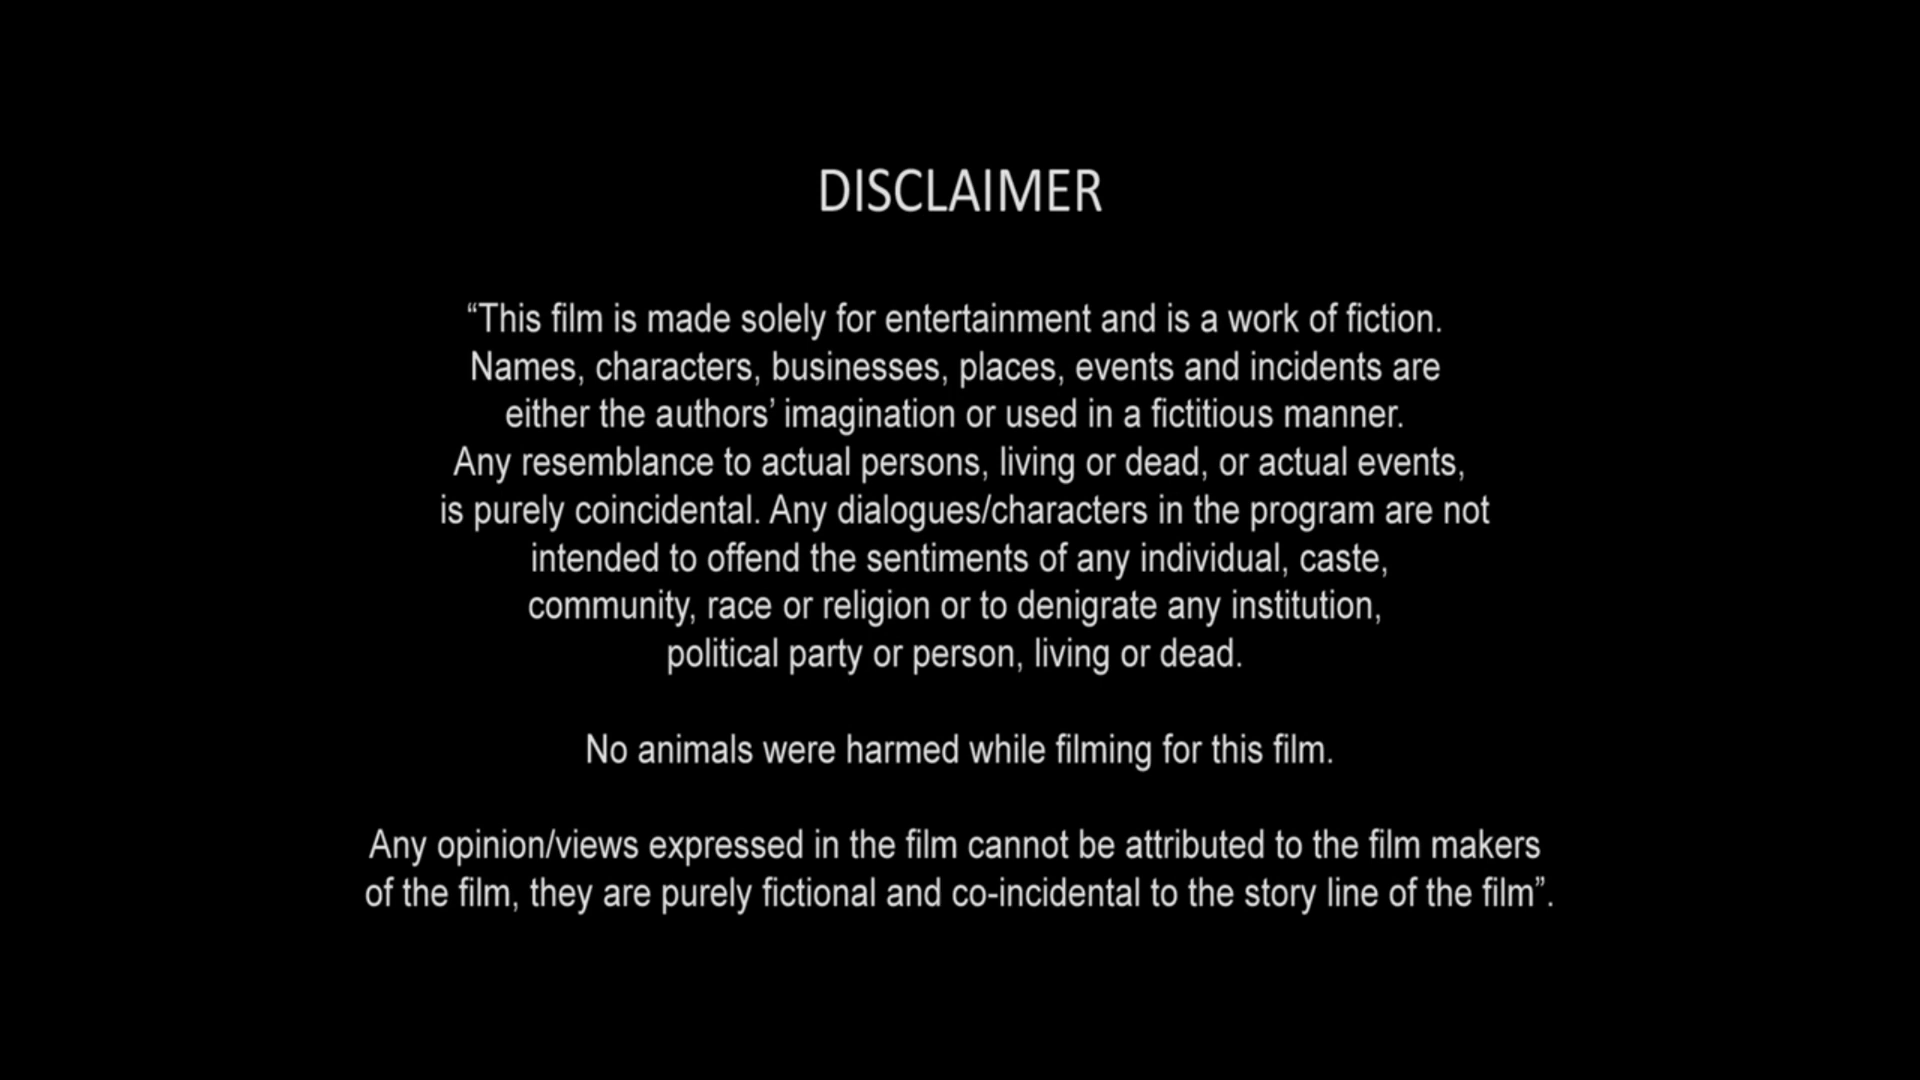 DISCLAIMER
“This film is made solely for entertainment and is a work of fiction.
Names, characters, businesses, places, events and incidents are
either the authors’ imagination or used in a fictitious manner.
Any resemblance to actual persons, living or dead, or actual events,
is purely coincidental. Any dialogues/characters in the program are not
intended to offend the sentiments of any individual, caste,
community, race or religion or to denigrate any institution,
political party or person, living or dead.
No animals were harmed while filming for this film.
Any opinion/views expressed in the film cannot be attributed to the film makers
of the film, they are purely fictional and co-incidental to the story line of the film”.